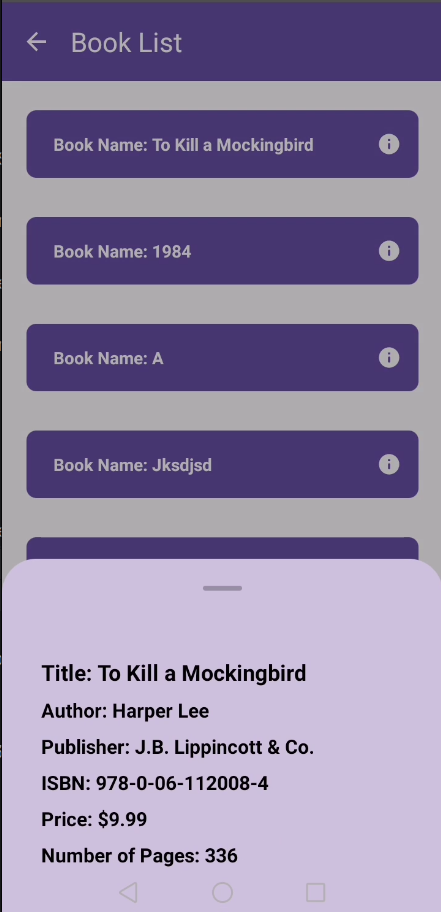 Book List
Book Name: To Kill a Mockingbird
Book Name: 1984
Book Name: A
Book Name: Jksdjsd
Title: To Kill a Mockingbird
Author: Harper Lee
Publisher: J.B. Lippincott & Co.
ISBN: 978-0-06-112008-4
Price: $9.99
Number of Pages: 336